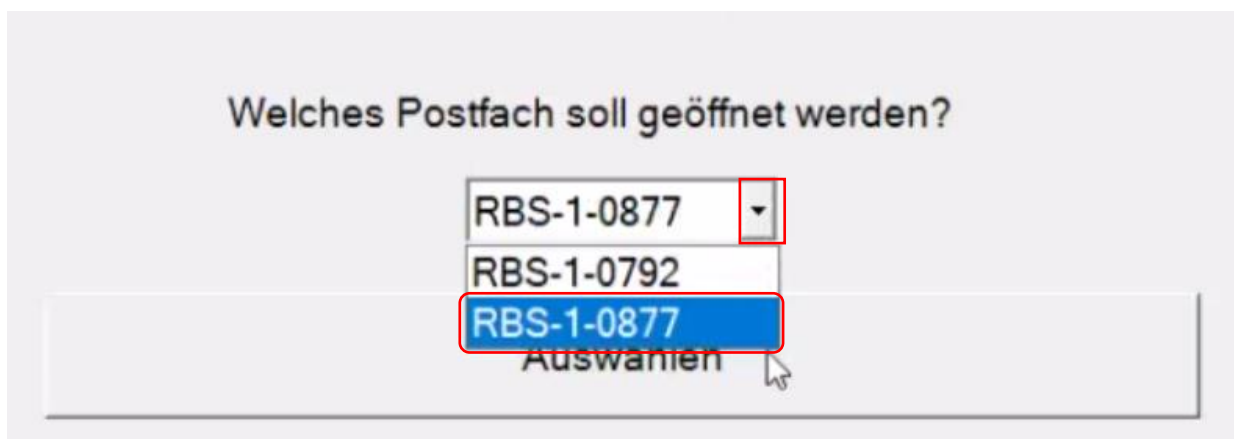 Welches Postfach soll geöffnet werden?
RBS-1-0877
RBS-1-0792
RBS-1-0877
Auswählen